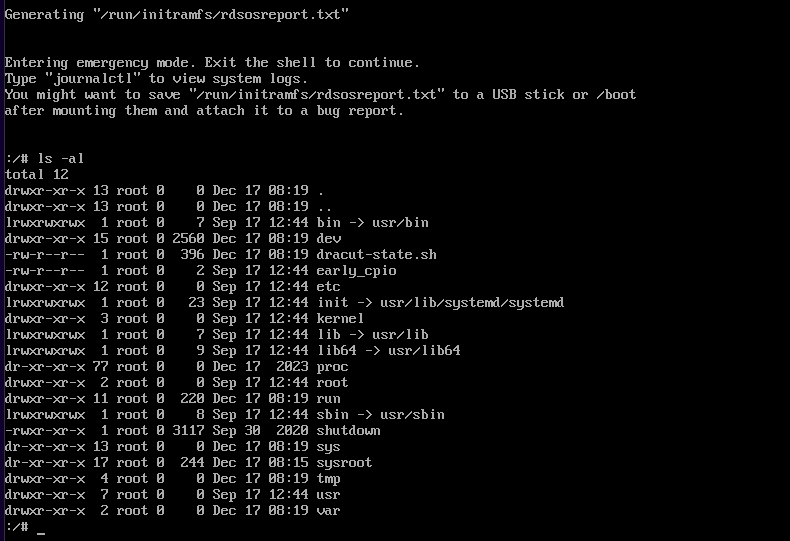 Generating "/run/initramfs/rdsosreport.txt"
Entering emergency mode. Exit the shell to continue.
Type "journalctl" to view system logs.
You might want to save "/run/initramfs/rdsosreport.txt" to a USB stick or /boot
after mounting them and attach it to a bug report.
:/# ls -al
total 12
drwxr-xr-x 13 root 0    0 Dec 17 08:19 .
drwxr-xr-x 13 root 0    0 Dec 17 08:19 ..
lrwxrwxrwx  1 root 0    7 Sep 17 12:44 bin -> usr/bin
drwxr-xr-x 15 root 0 2560 Dec 17 08:19 dev
-rw-r--r--  1 root 0  396 Dec 17 08:19 dracut-state.sh
-rw-r--r--  1 root 0    2 Sep 17 12:44 early_cpio
drwxr-xr-x 12 root 0    0 Sep 17 12:44 etc
lrwxrwxrwx  1 root 0   23 Sep 17 12:44 init -> usr/lib/systemd/systemd
drwxr-xr-x  3 root 0    0 Sep 17 12:44 kernel
lrwxrwxrwx  1 root 0    7 Sep 17 12:44 lib -> usr/lib
lrwxrwxrwx  1 root 0    9 Sep 17 12:44 lib64 -> usr/lib64
dr-xr-xr-x 77 root 0    0 Dec 17  2023 proc
drwxr-xr-x  2 root 0    0 Sep 17 12:44 root
drwxr-xr-x 11 root 0  220 Dec 17 08:19 run
lrwxrwxrwx  1 root 0    8 Sep 17 12:44 sbin -> usr/sbin
-rwxr-xr-x  1 root 0 3117 Sep 30  2020 shutdown
dr-xr-xr-x 13 root 0    0 Dec 17 08:19 sys
dr-xr-xr-x 17 root 0  244 Dec 17 08:15 sysroot
drwxr-xr-x  4 root 0    0 Dec 17 08:19 tmp
drwxr-xr-x  7 root 0    0 Sep 17 12:44 usr
drwxr-xr-x  2 root 0    0 Dec 17 08:19 var
:/# _